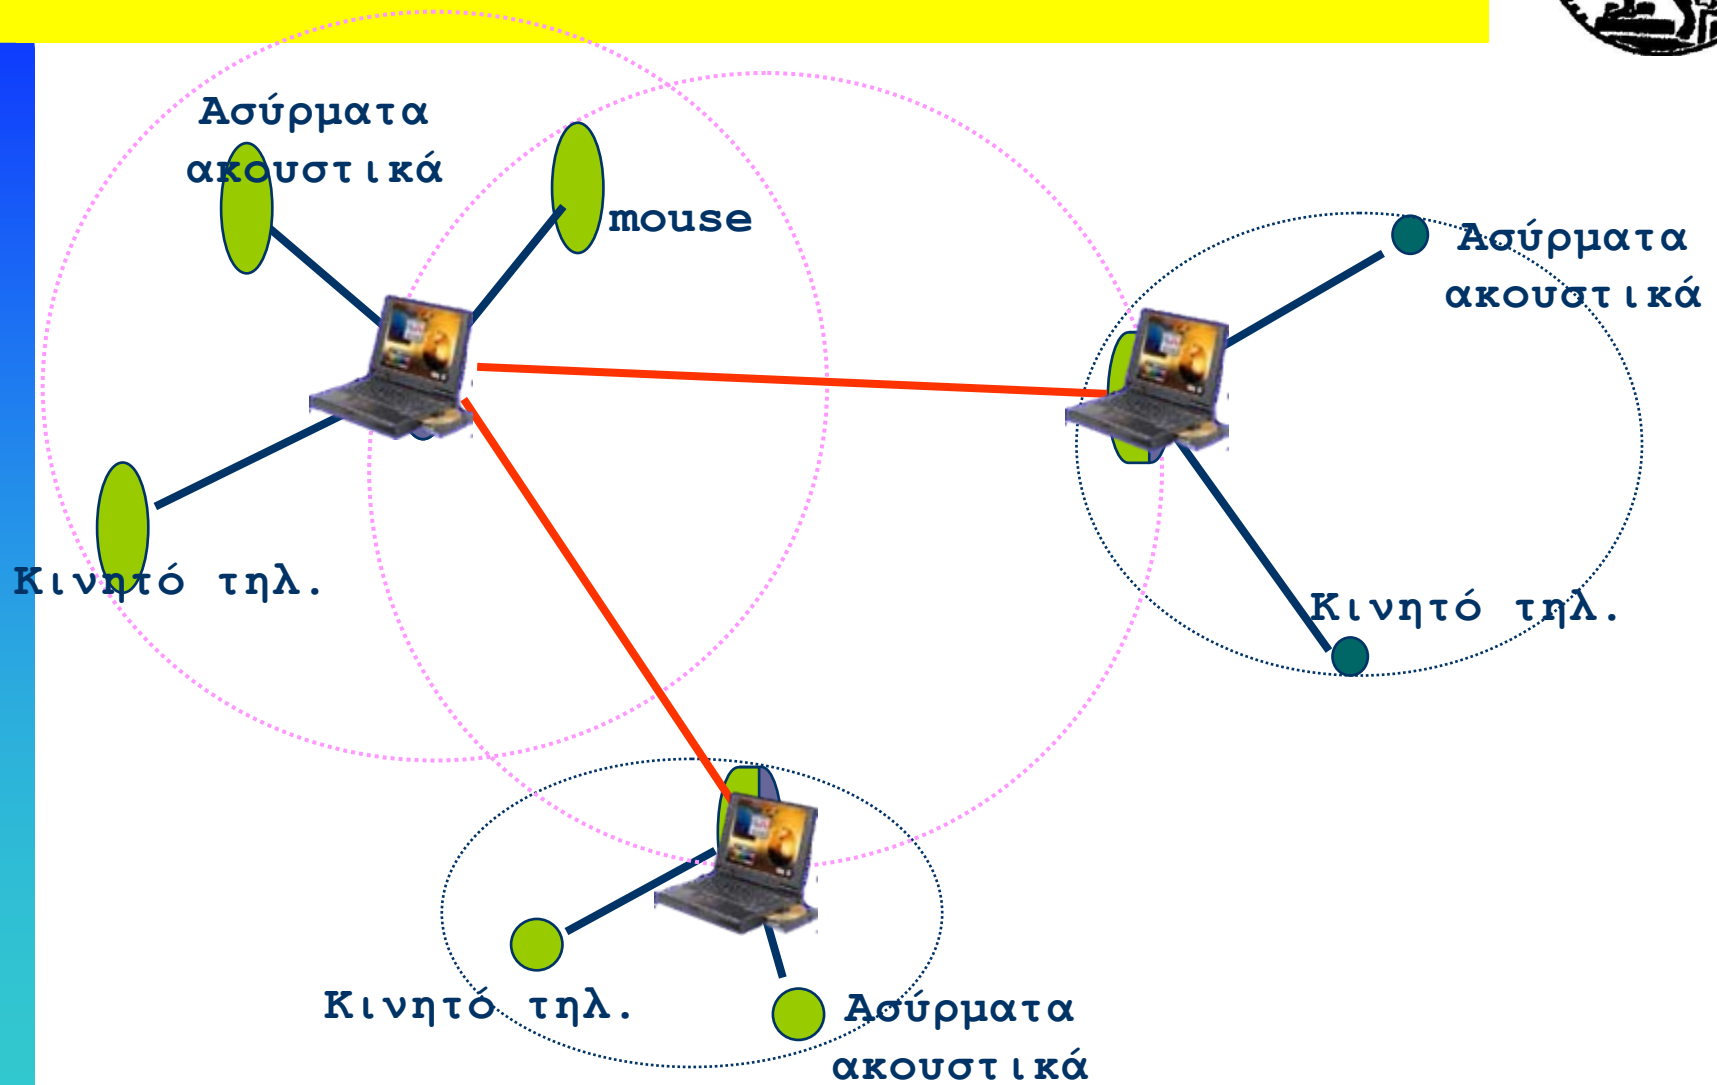 Ασύρματα
ακουστικά
mouse
Ασύρματα
ακουστικά
Κινητό τηλ.
Κινητό τηλ.
Κινητό τηλ.
Ασύρματα
ακουστικά